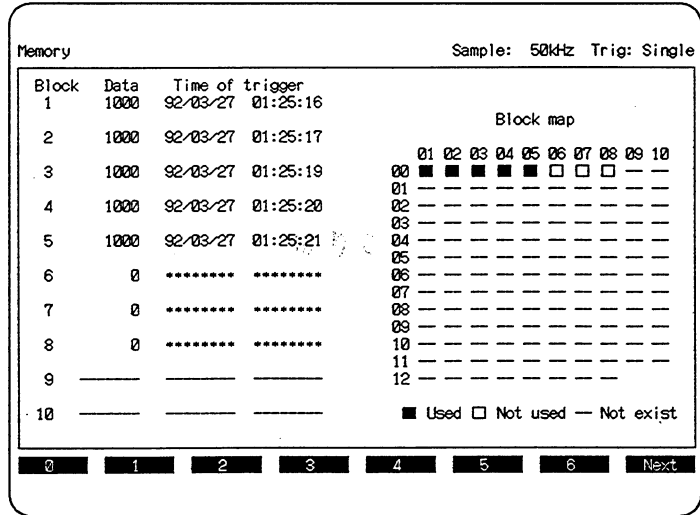 Memory Sample: 50kHz Trig: Single
Block Data Time of trigger
1 1000 92/03/27 01:25:16
2 1000 92/03/27 01:25:17
3 1000 92/03/27 01:25:19
4 1000 92/03/27 01:25:20
5 1000 92/03/27 01:25:21
6 0 ******** ********
7 0 ******** ********
8 0 ******** ********
9 — — —
10 — — —
Block map
01 02 03 04 05 06 07 08 09 10
00 ■ ■ ■ ■ ■ □ □ □ — —
01 — — — — — — — — — —
02 — — — — — — — — — —
03 — — — — — — — — — —
04 — — — — — — — — — —
05 — — — — — — — — — —
06 — — — — — — — — — —
07 — — — — — — — — — —
08 — — — — — — — — — —
09 — — — — — — — — — —
10 — — — — — — — — — —
11 — — — — — — — — — —
12 — — — — — — — —
■ Used □ Not used — Not exist
0 1 2 3 4 5 6 Next